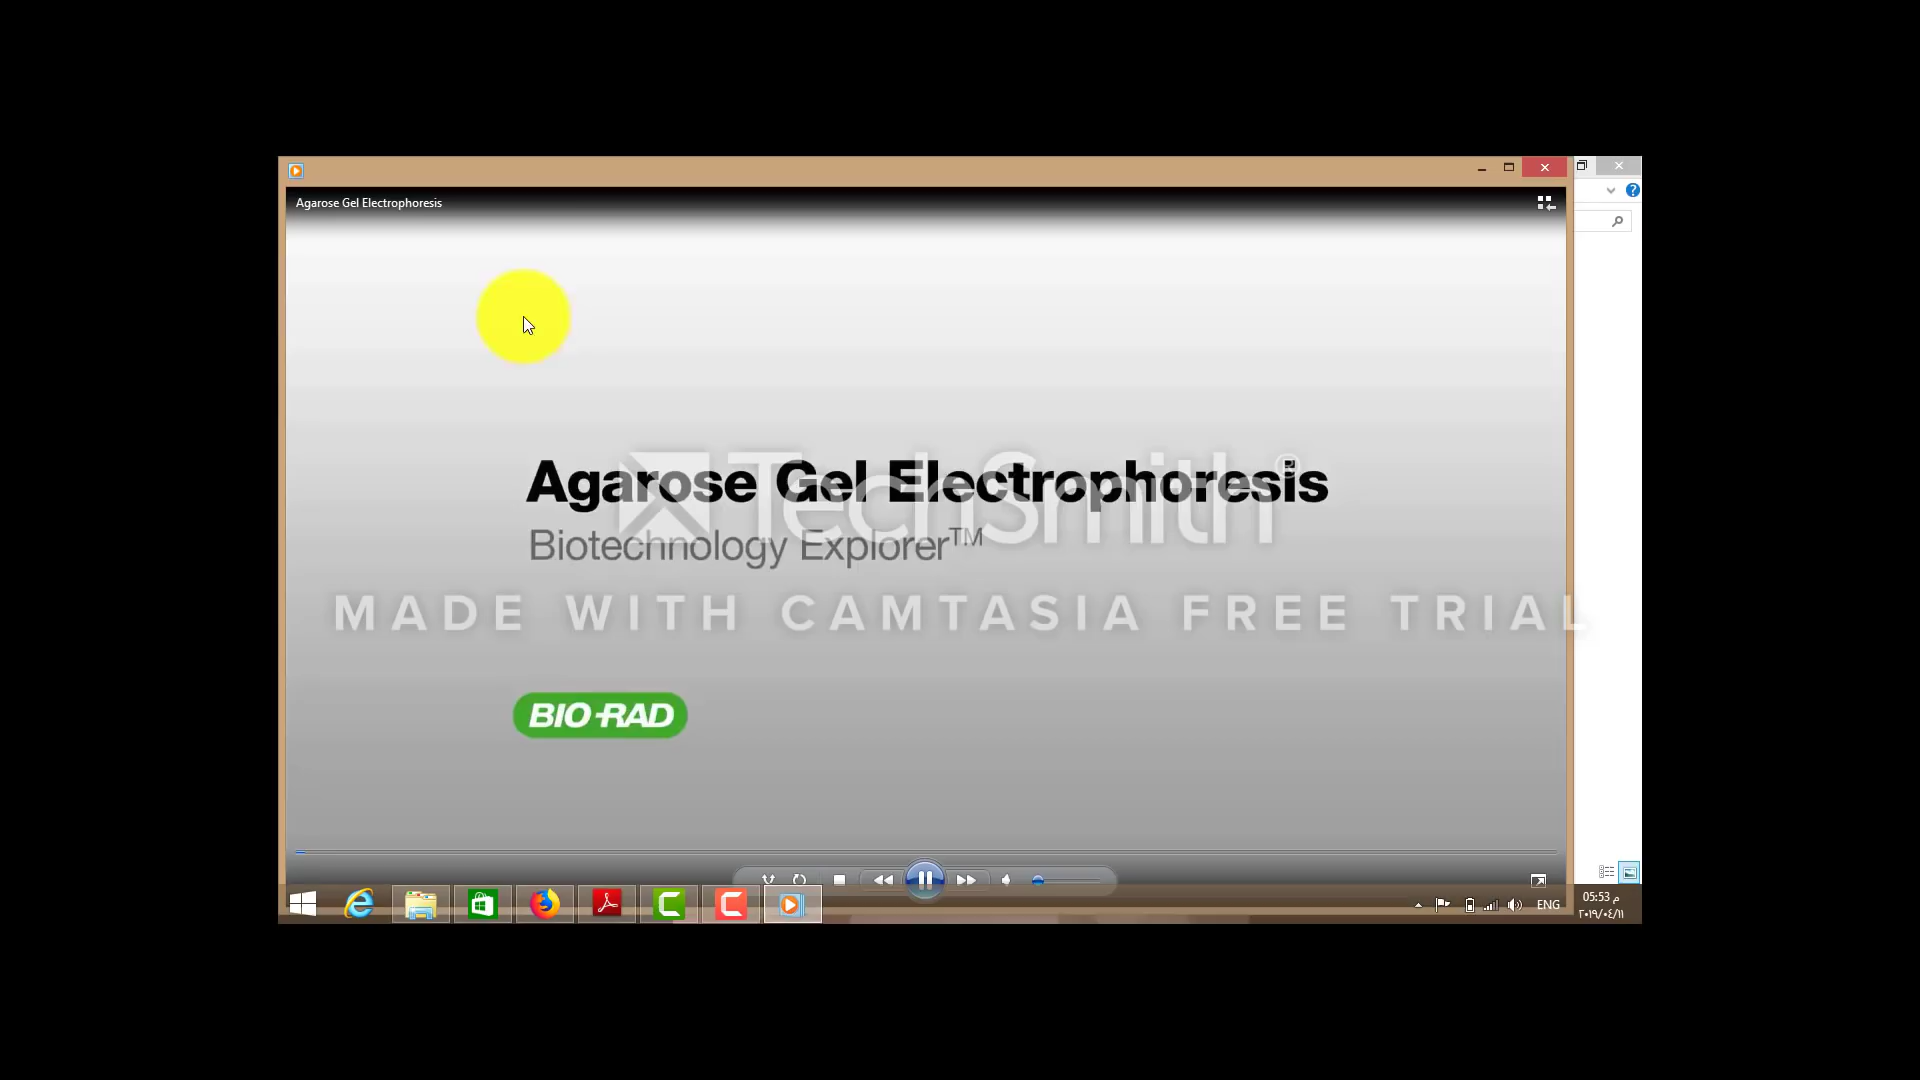 Agarose Gel Electrophoresis
Agarose Gel Electrophoresis
TechSmith®
Biotechnology Explorer™
MADE WITH CAMTASIA FREE TRIAL
BIO-RAD
ENG
05:53 م
٢٠١٩/٠٤/١١